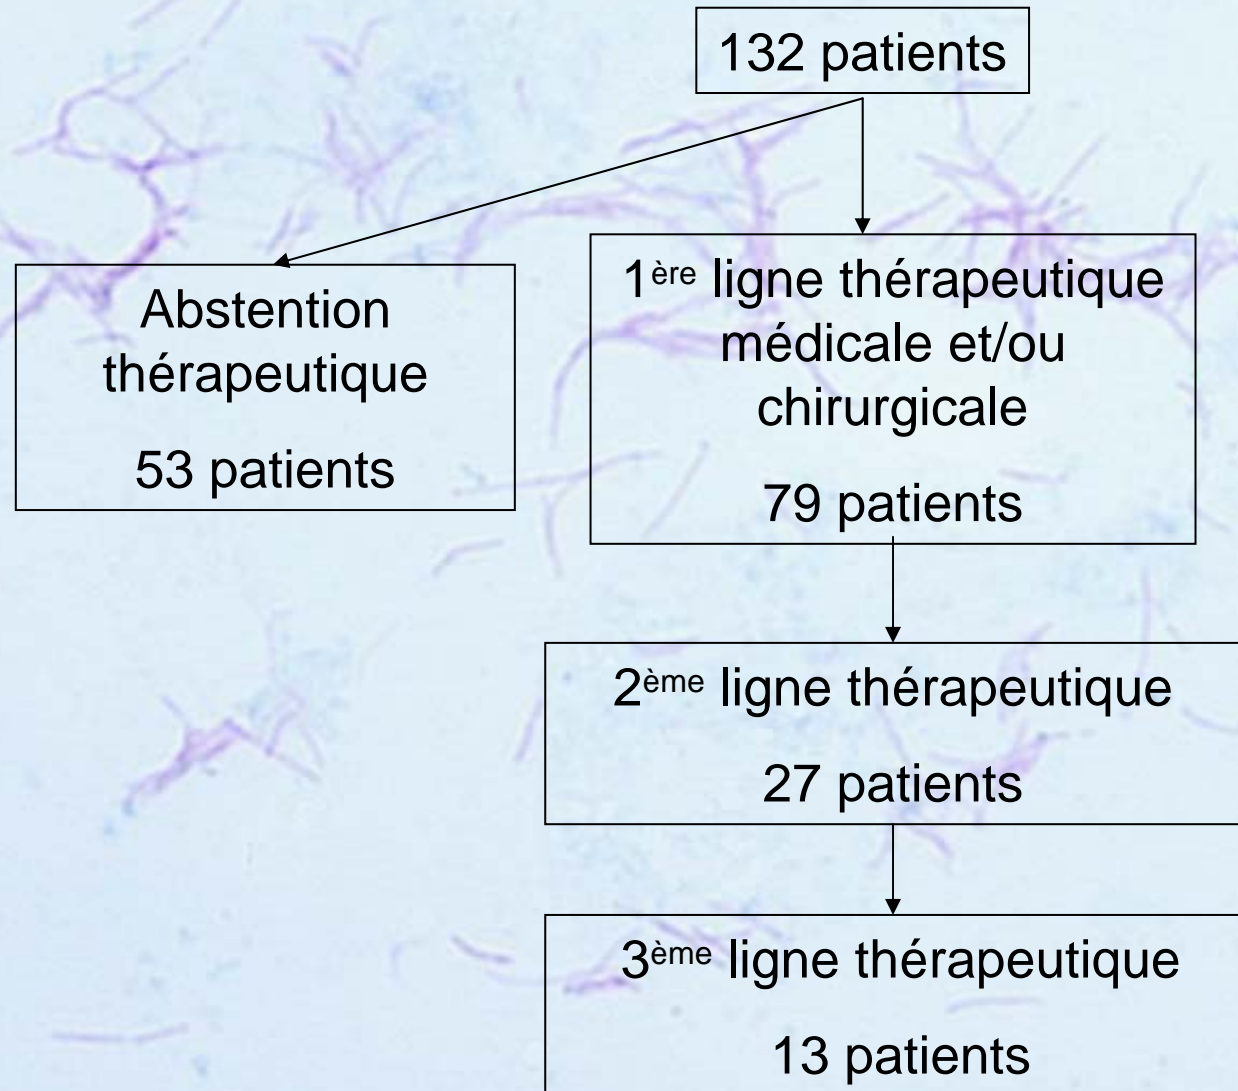 132 patients
Abstention
thérapeutique
53 patients
1ère ligne thérapeutique
médicale et/ou
chirurgicale
79 patients
2ème ligne thérapeutique
27 patients
3ème ligne thérapeutique
13 patients